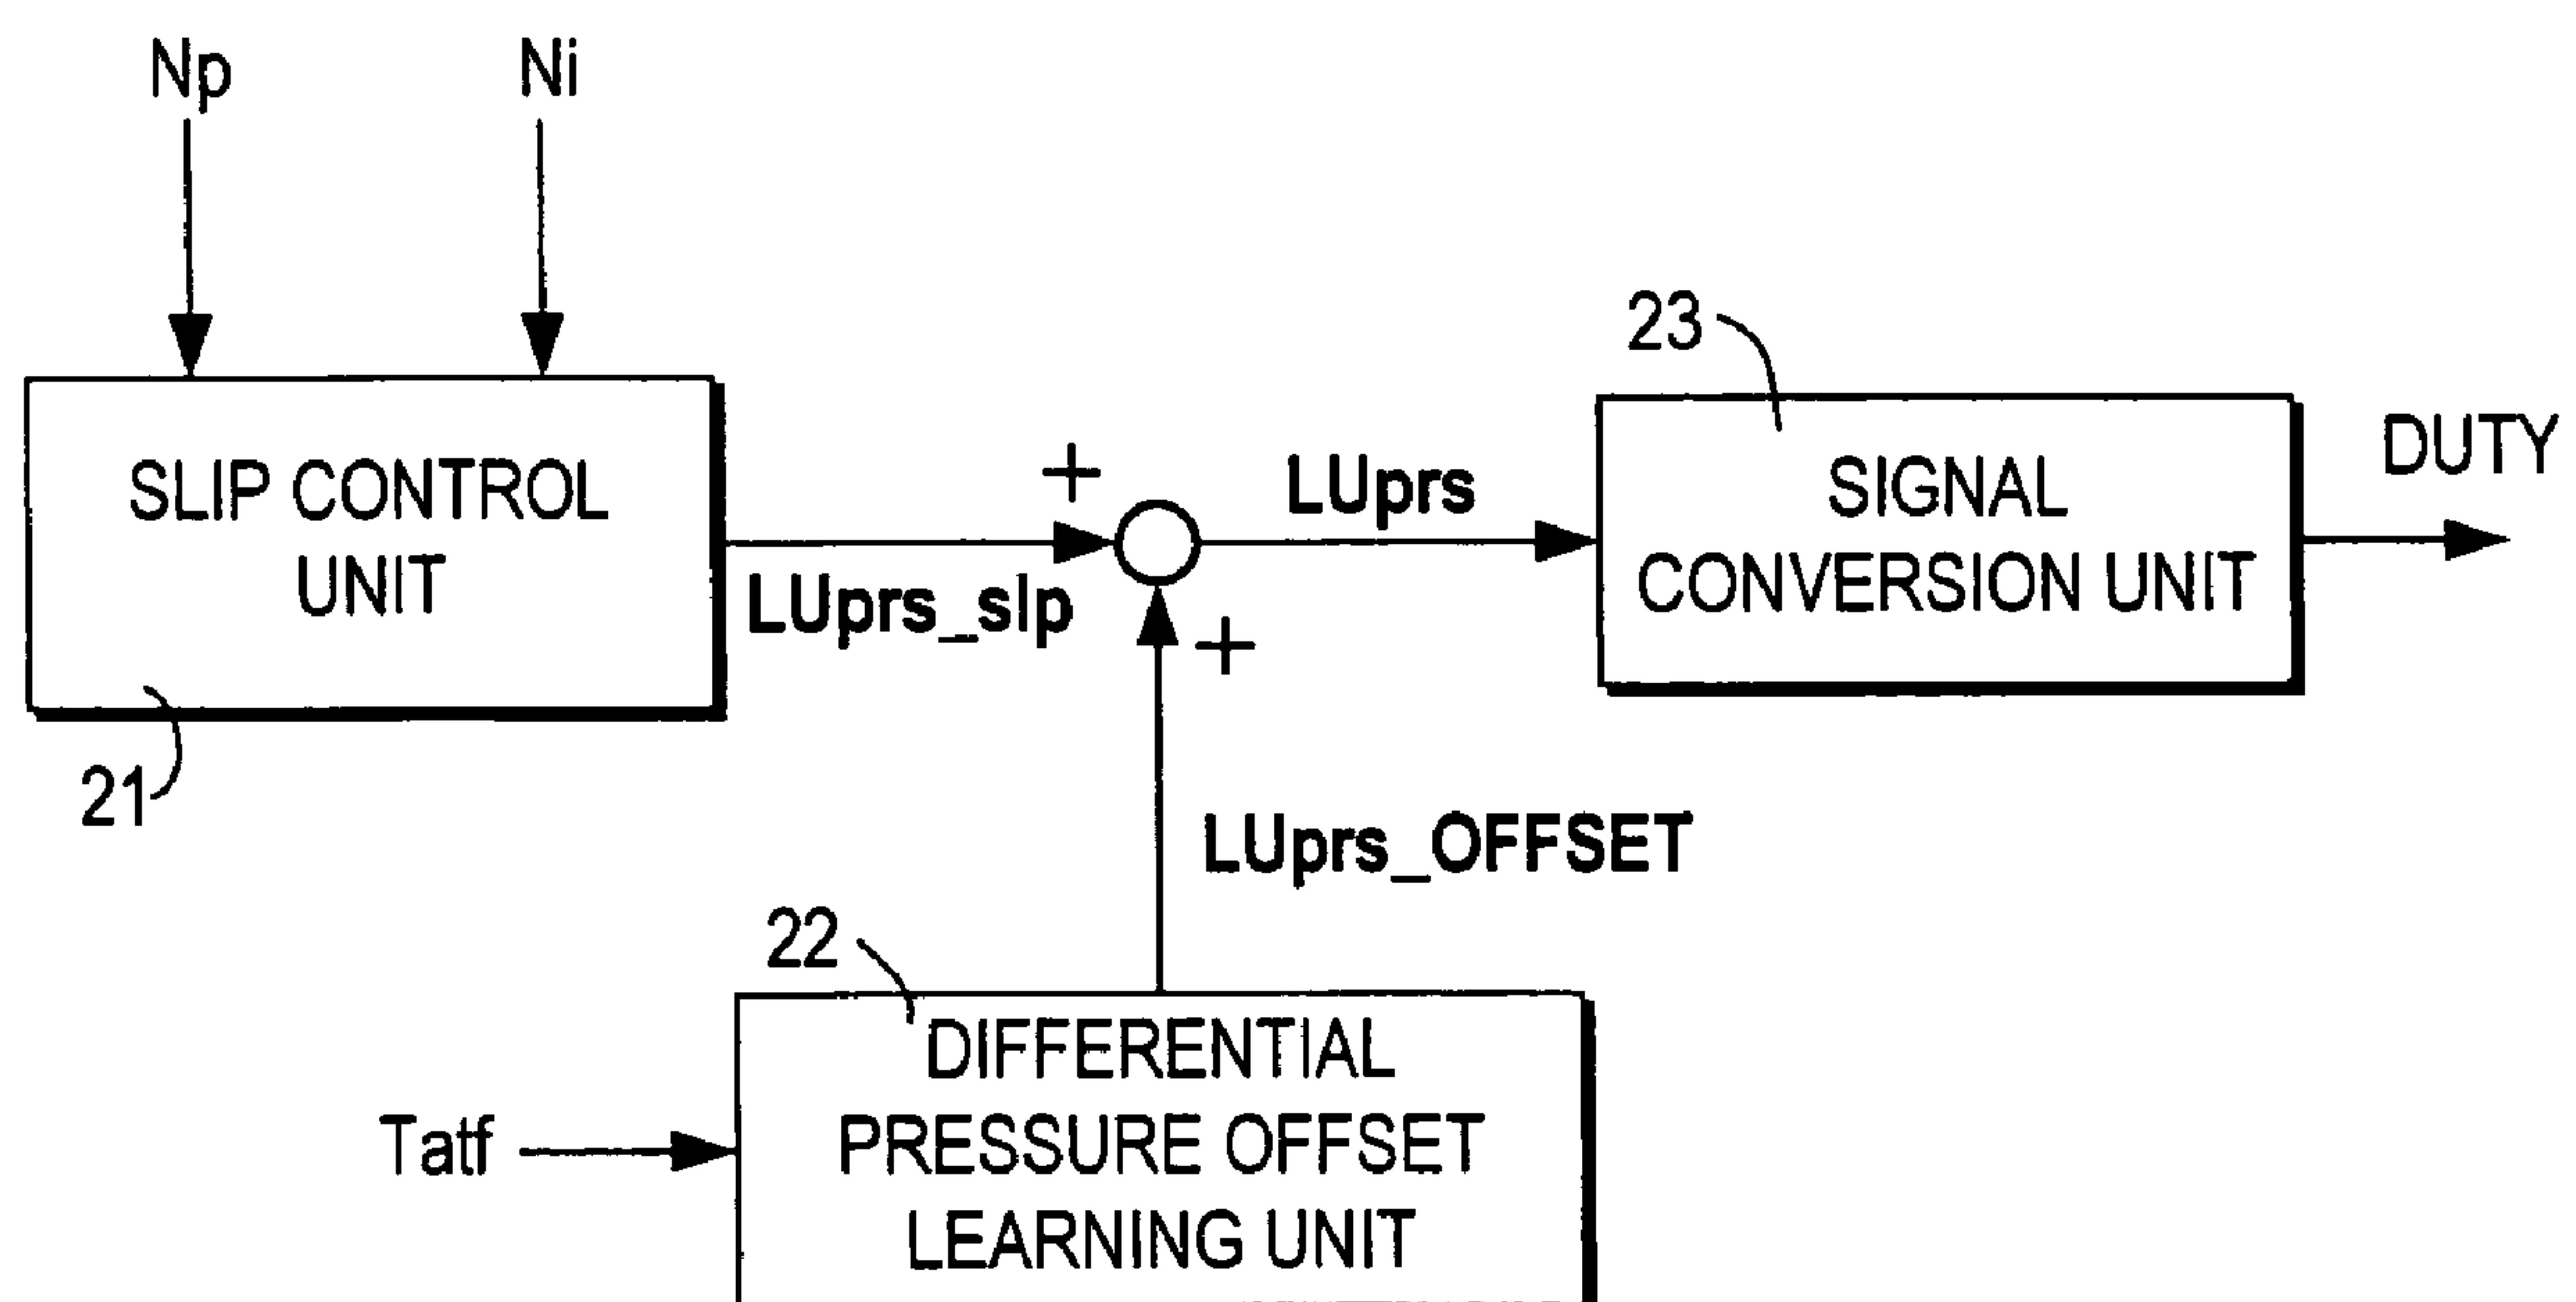 Np
Ni
23
SLIP CONTROL
UNIT
+
LUprs
SIGNAL
CONVERSION UNIT
DUTY
LUprs_slp
+
21
LUprs_OFFSET
22
DIFFERENTIAL
PRESSURE OFFSET
LEARNING UNIT
Tatf